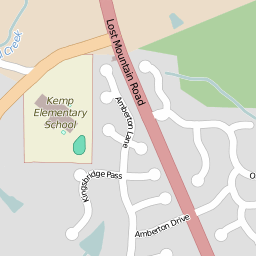 Creek
Lost Mountain Road
Kemp
Elementary
School
Amberton Lane
Kingsbridge Pass
O
Amberton Drive